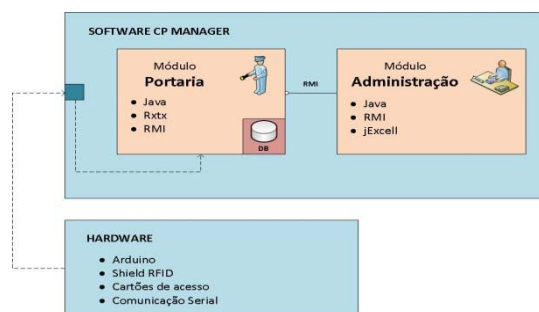 SOFTWARE CP MANAGER
Módulo
Portaria
• Java
• Rxtx
• RMI
DB
RMI
Módulo
Administração
• Java
• RMI
• jExcell
HARDWARE
• Arduino
• Shield RFID
• Cartões de acesso
• Comunicação Serial